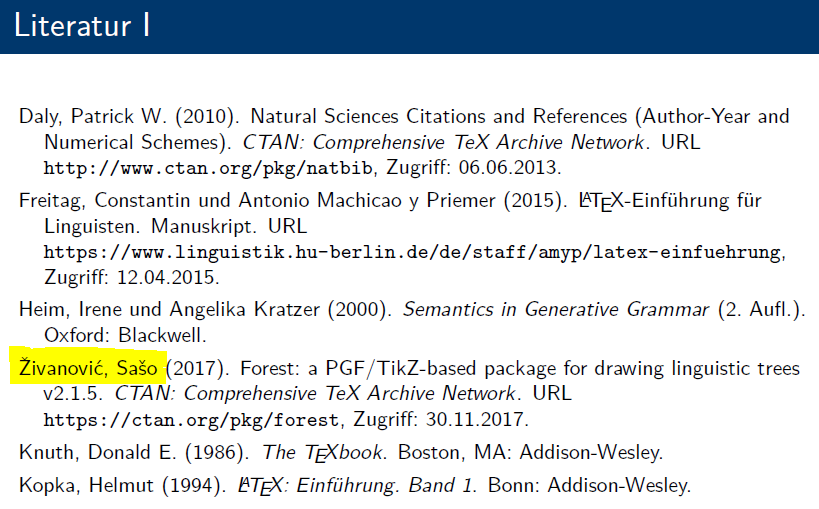 Literatur I
Daly, Patrick W. (2010). Natural Sciences Citations and References (Author-Year and
Numerical Schemes). CTAN: Comprehensive TeX Archive Network. URL
http://www.ctan.org/pkg/natbib, Zugriff: 06.06.2013.
Freitag, Constantin und Antonio Machicao y Priemer (2015). LATEX-Einführung für
Linguisten. Manuskript. URL
https://www.linguistik.hu-berlin.de/de/staff/amyp/latex-einfuehrung,
Zugriff: 12.04.2015.
Heim, Irene und Angelika Kratzer (2000). Semantics in Generative Grammar (2. Aufl.).
Oxford: Blackwell.
Živanović, Sašo (2017). Forest: a PGF/TikZ-based package for drawing linguistic trees
v2.1.5. CTAN: Comprehensive TeX Archive Network. URL
https://ctan.org/pkg/forest, Zugriff: 30.11.2017.
Knuth, Donald E. (1986). The TEXbook. Boston, MA: Addison-Wesley.
Kopka, Helmut (1994). LATEX: Einführung. Band 1. Bonn: Addison-Wesley.